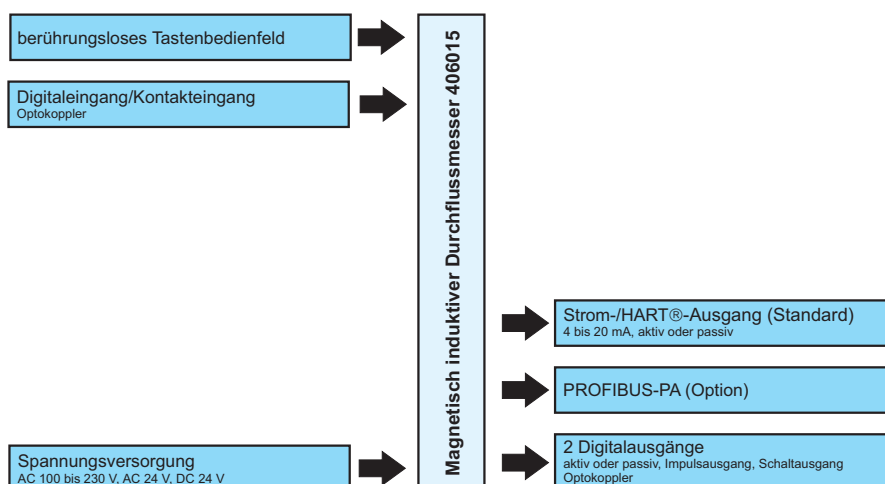 berührungsloses Tastenbedienfeld
Digitaleingang/Kontakteingang
Optokoppler
Spannungsversorgung
AC 100 bis 230 V, AC 24 V, DC 24 V
Magnetisch induktiver Durchflussmesser 406015
Strom-/HART®-Ausgang (Standard)
4 bis 20 mA, aktiv oder passiv
PROFIBUS-PA (Option)
2 Digitalausgänge
aktiv oder passiv, Impulsausgang, Schaltausgang
Optokoppler